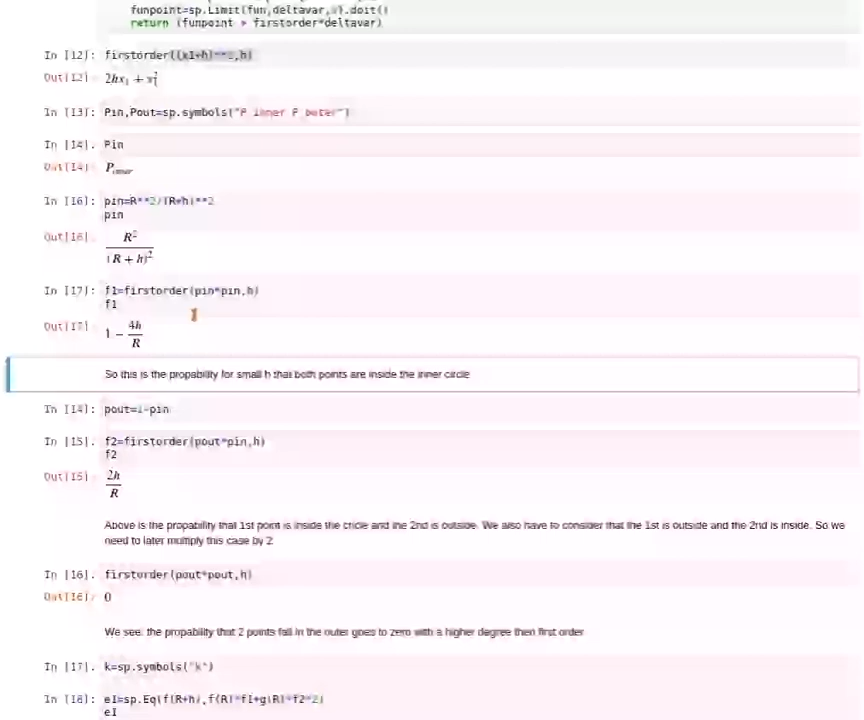 funpoint=sp.Limit(fun,deltavar,0).doit()
return (funpoint + firstorder*deltavar)
In [12]: firstorder((x1+h)**2,h)
Out[12]: 2hx₁ + x₁²
In [13]: Pin,Pout=sp.symbols("P_inner P_outer")
In [14]: Pin
Out[14]: P_inner
In [16]: pin=R**2/(R+h)**2
pin
Out[16]: R²
(R + h)²
In [17]: f1=firstorder(pin*pin,h)
f1
Out[17]: 1 − 4h
R
So this is the propability for small h that both points are inside the inner circle
In [14]: pout=1-pin
In [15]: f2=firstorder(pout*pin,h)
f2
Out[15]: 2h
R
Above is the propability that 1st point is inside the cricle and the 2nd is outside. We also have to consider that the 1st is outside and the 2nd is inside. So we
need to later multiply this case by 2
In [16]: firstorder(pout*pout,h)
Out[16]: 0
We see: the propability that 2 points fall in the outer goes to zero with a higher degree then first order
In [17]: k=sp.symbols("k")
In [18]: e1=sp.Eq(f(R+h),f(R)*f1+g(R)*f2*2)
e1